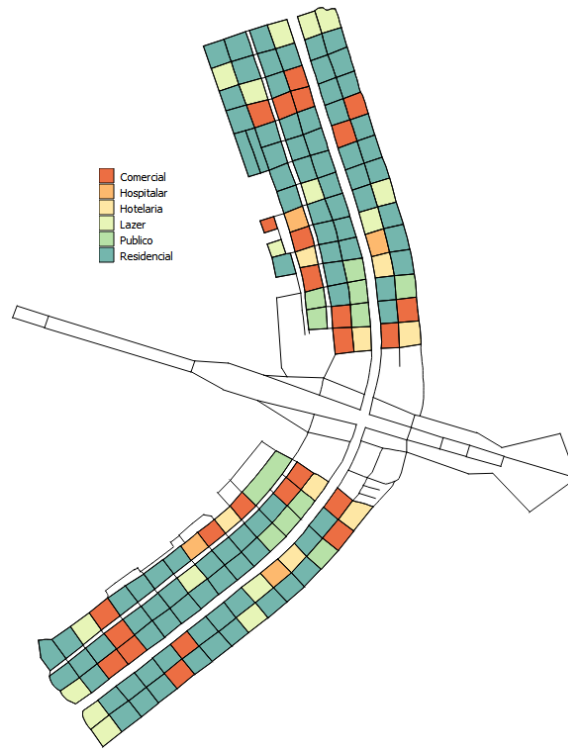 Comercial
Hospitalar
Hotelaria
Lazer
Publico
Residencial